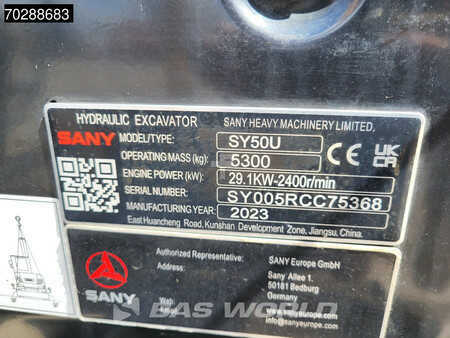 70288683
HYDRAULIC EXCAVATOR SANY HEAVY MACHINERY LIMITED.
SANY
MODEL/TYPE: SY50U
OPERATING MASS (kg): 5300
ENGINE POWER (kW): 29.1KW-2400r/min
SERIAL NUMBER: SY005RCC75368
MANUFACTURING YEAR: 2023
East Huancheng Road, Kunshan Development Zone, Jiangsu, China.
CE UK CA
Authorized Representative: SANY Europe GmbH
Address: Sany Allee 1.
50181 Bedburg
Germany
SANY
Web: www.sanyeurope.com
@sanyeurope.com
BAS WORLD